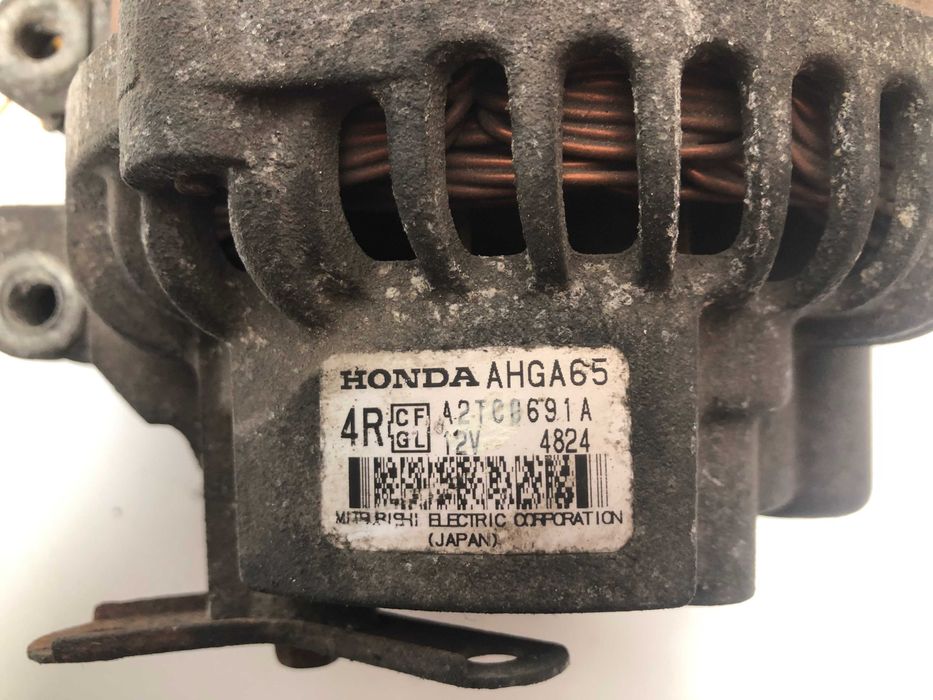 HONDA AHGA65
4R CF A2TC0691A
GL 12V 4824
MITSUBISHI ELECTRIC CORPORATION
(JAPAN)